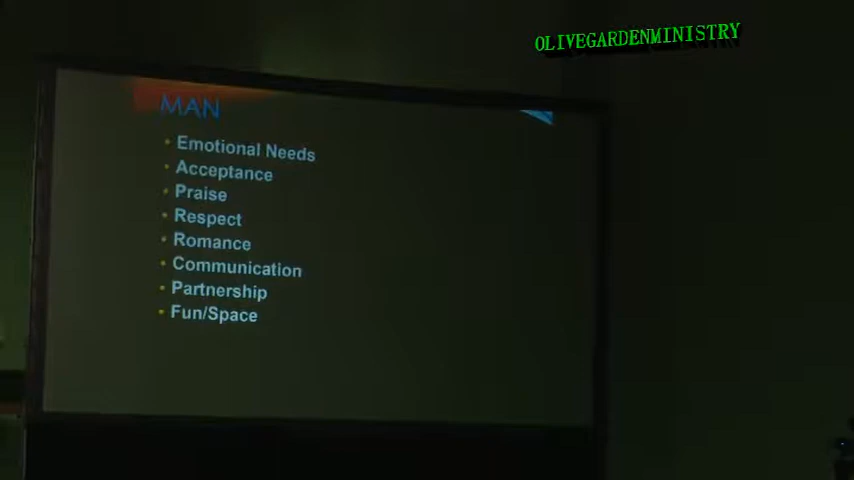 OLIVEGARDENMINISTRY
MAN
• Emotional Needs
• Acceptance
• Praise
• Respect
• Romance
• Communication
• Partnership
• Fun/Space